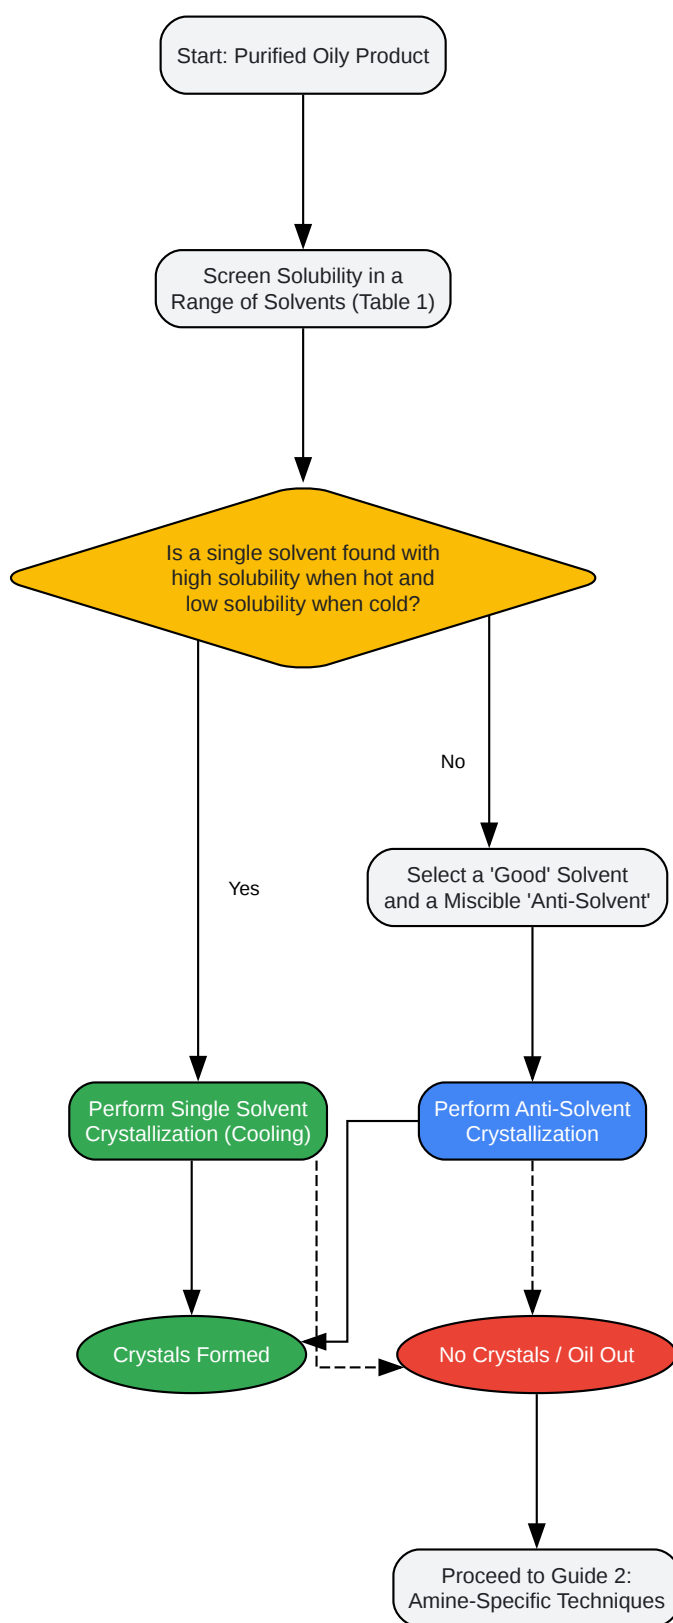 Start: Purified Oily Product
Screen Solubility in a
Range of Solvents (Table 1)
Is a single solvent found with
high solubility when hot and
low solubility when cold?
No
Yes
Select a 'Good' Solvent
and a Miscible 'Anti-Solvent'
Perform Single Solvent
Crystallization (Cooling)
Perform Anti-Solvent
Crystallization
Crystals Formed
No Crystals / Oil Out
Proceed to Guide 2:
Amine-Specific Techniques